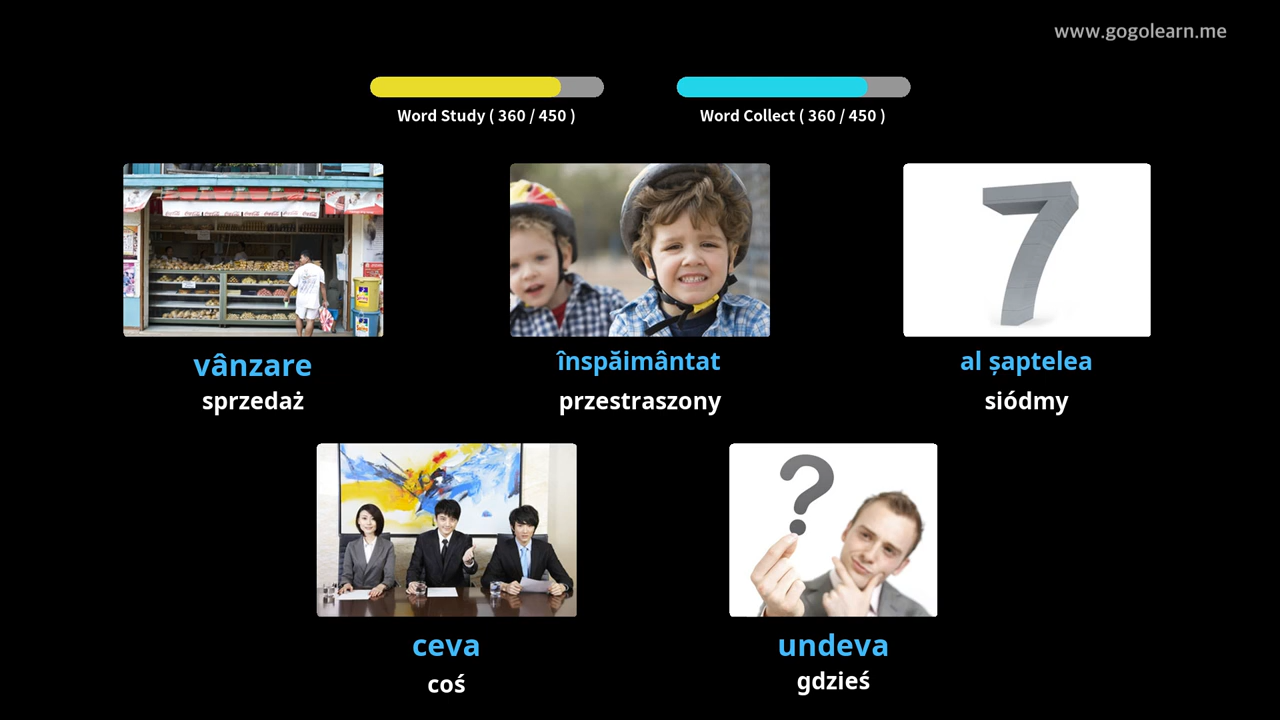 www.gogolearn.me
Word Study ( 360 / 450 )
Word Collect ( 360 / 450 )
vânzare
sprzedaż
înspăimântat
przestraszony
al șaptelea
siódmy
ceva
coś
undeva
gdzieś